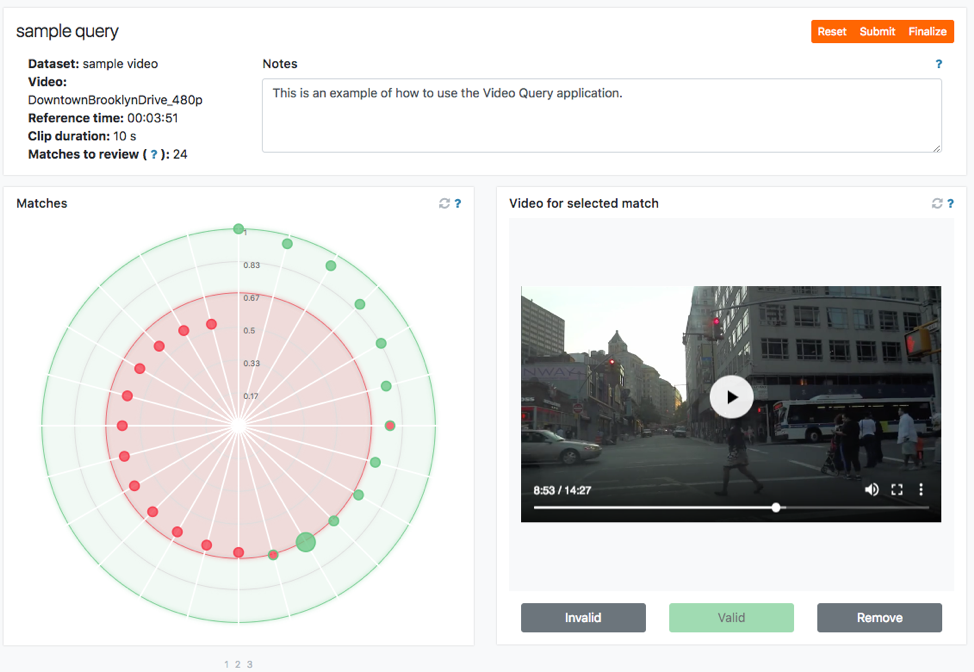 sample query
Reset Submit Finalize
Dataset: sample video
Video:
DowntownBrooklynDrive_480p
Reference time: 00:03:51
Clip duration: 10 s
Matches to review ( ? ): 24
Notes ?
This is an example of how to use the Video Query application.
Matches ?
1
0.83
0.67
0.5
0.33
0.17
1 2 3
Video for selected match ?
8:53 / 14:27
Invalid Valid Remove